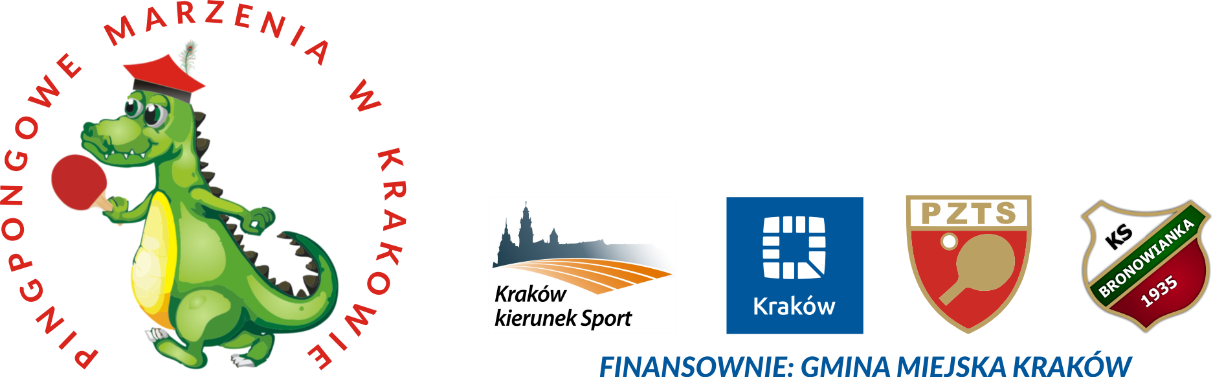 PINGPONGOWE MARZENIA W KRAKOWIE
Kraków
kierunek Sport
Kraków
PZTS
KS
BRONOWIANKA
1935
FINANSOWNIE: GMINA MIEJSKA KRAKÓW